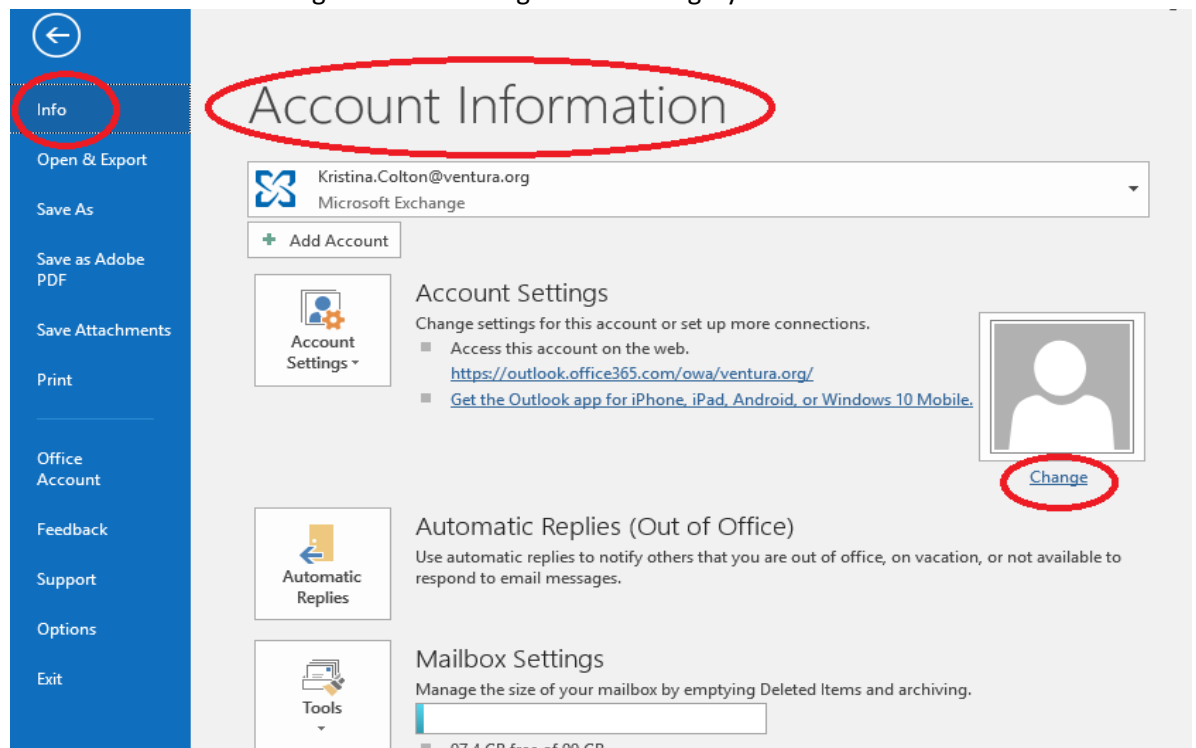 Info
Open & Export
Save As
Save as Adobe
PDF
Save Attachments
Print
Office
Account
Feedback
Support
Options
Exit
Account Information
Kristina.Colton@ventura.org
Microsoft Exchange
Add Account
Account
Settings
Account Settings
Change settings for this account or set up more connections.
Access this account on the web.
https://outlook.office365.com/owa/ventura.org/
Get the Outlook app for iPhone, iPad, Android, or Windows 10 Mobile.
Change
Automatic
Replies
Automatic Replies (Out of Office)
Use automatic replies to notify others that you are out of office, on vacation, or not available to
respond to email messages.
Tools
Mailbox Settings
Manage the size of your mailbox by emptying Deleted Items and archiving.